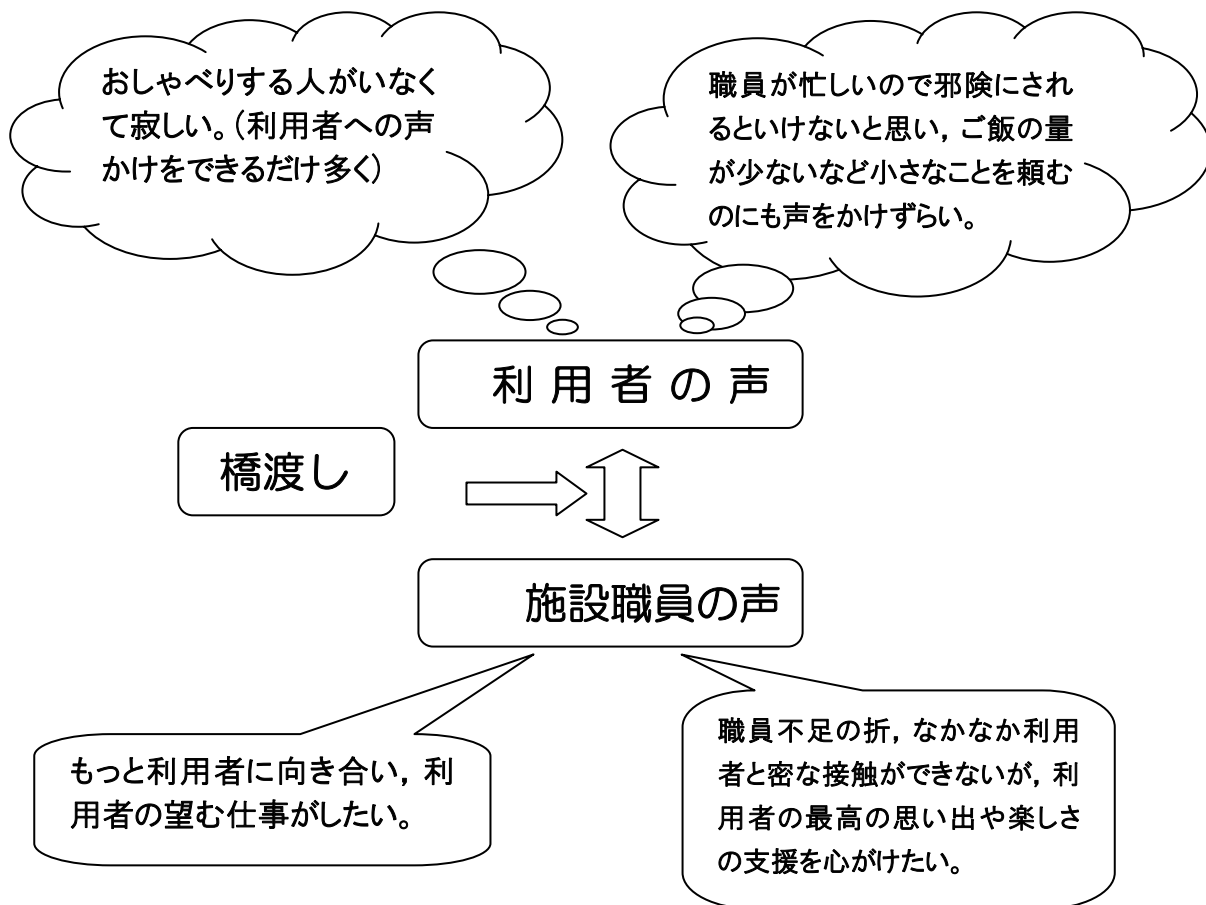 おしゃべりする人がいなく
て寂しい。（利用者への声
かけをできるだけ多く）
職員が忙しいので邪険にされ
るといけないと思い，ご飯の量
が少ないなど小さなことを頼む
のにも声をかけずらい。
利用者の声
橋渡し
施設職員の声
もっと利用者に向き合い，利
用者の望む仕事がしたい。
職員不足の折，なかなか利用
者と密な接触ができないが，利
用者の最高の思い出や楽しさ
の支援を心がけたい。